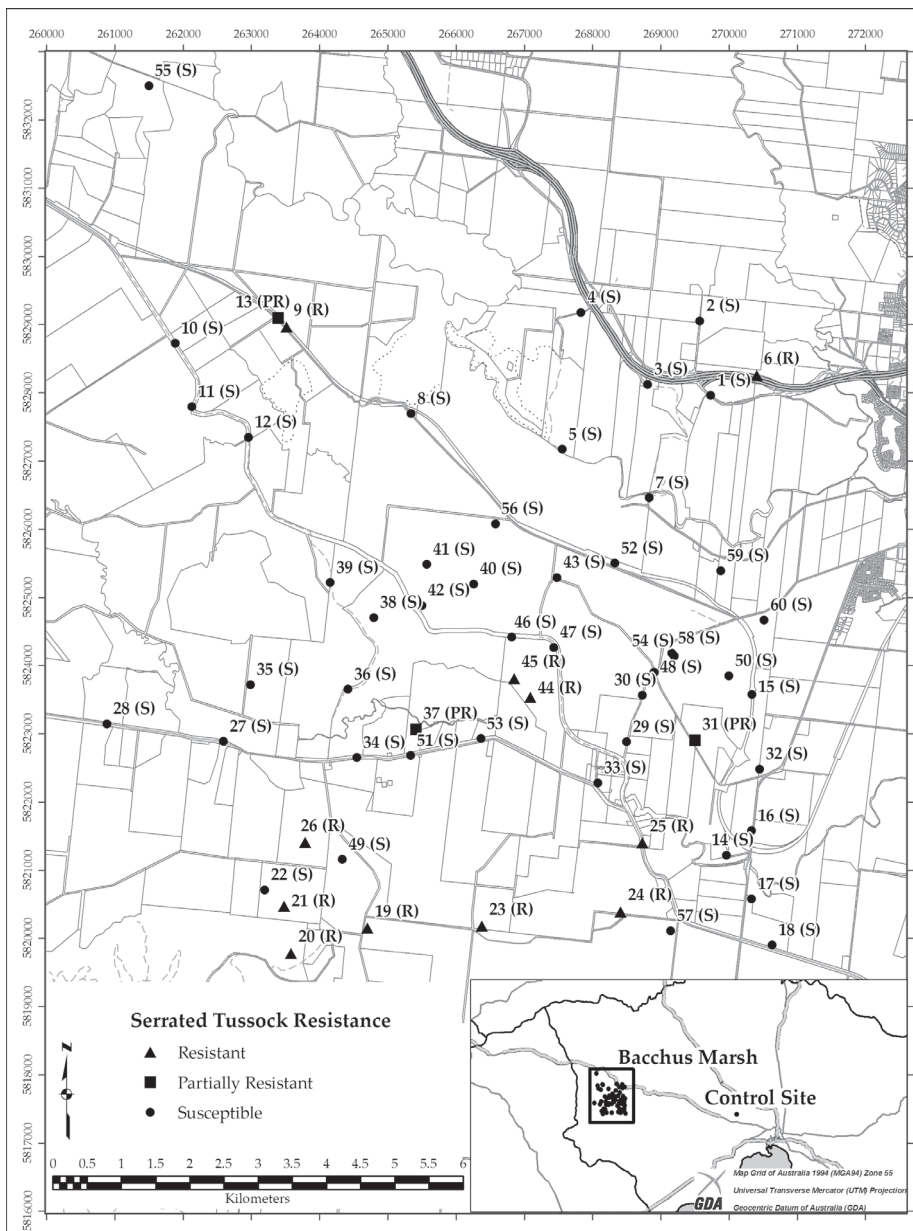 260000 261000 262000 263000 264000 265000 266000 267000 268000 269000 270000 271000 272000
55 (S)
5832000
5831000
5830000
4 (S)
13 (PR) 9 (R)
2 (S)
5829000
10 (S)
6 (R)
3 (S)
1 (S)
5828000
11 (S)
8 (S)
12 (S)
5 (S)
5827000
7 (S)
56 (S)
5826000
41 (S)
52 (S)
59 (S)
43 (S)
39 (S)
40 (S)
42 (S)
5825000
38 (S)
60 (S)
46 (S)
47 (S)
54 (S) 58 (S)
5824000
45 (R)
48 (S)
50 (S)
35 (S)
36 (S)
44 (R)
30 (S)
15 (S)
28 (S)
37 (PR)
53 (S)
31 (PR)
5823000
27 (S)
34 (S)
51 (S)
29 (S)
32 (S)
33 (S)
5822000
26 (R)
49 (S)
25 (R)
16 (S)
14 (S)
5821000
22 (S)
21 (R)
17 (S)
19 (R)
23 (R)
24 (R)
57 (S)
5820000
20 (R)
18 (S)
5819000
Serrated Tussock Resistance
Resistant
Partially Resistant
Susceptible
N
5818000
5817000
5816000
0 0.5 1 1.5 2 2.5 3 3.5 4 4.5 5 5.5 6
Kilometers
Bacchus Marsh
Control Site
GDA
Map Grid of Australia 1994 (MGA94) Zone 55
Universal Transverse Mercator (UTM) Projection
Geocentric Datum of Australia (GDA)